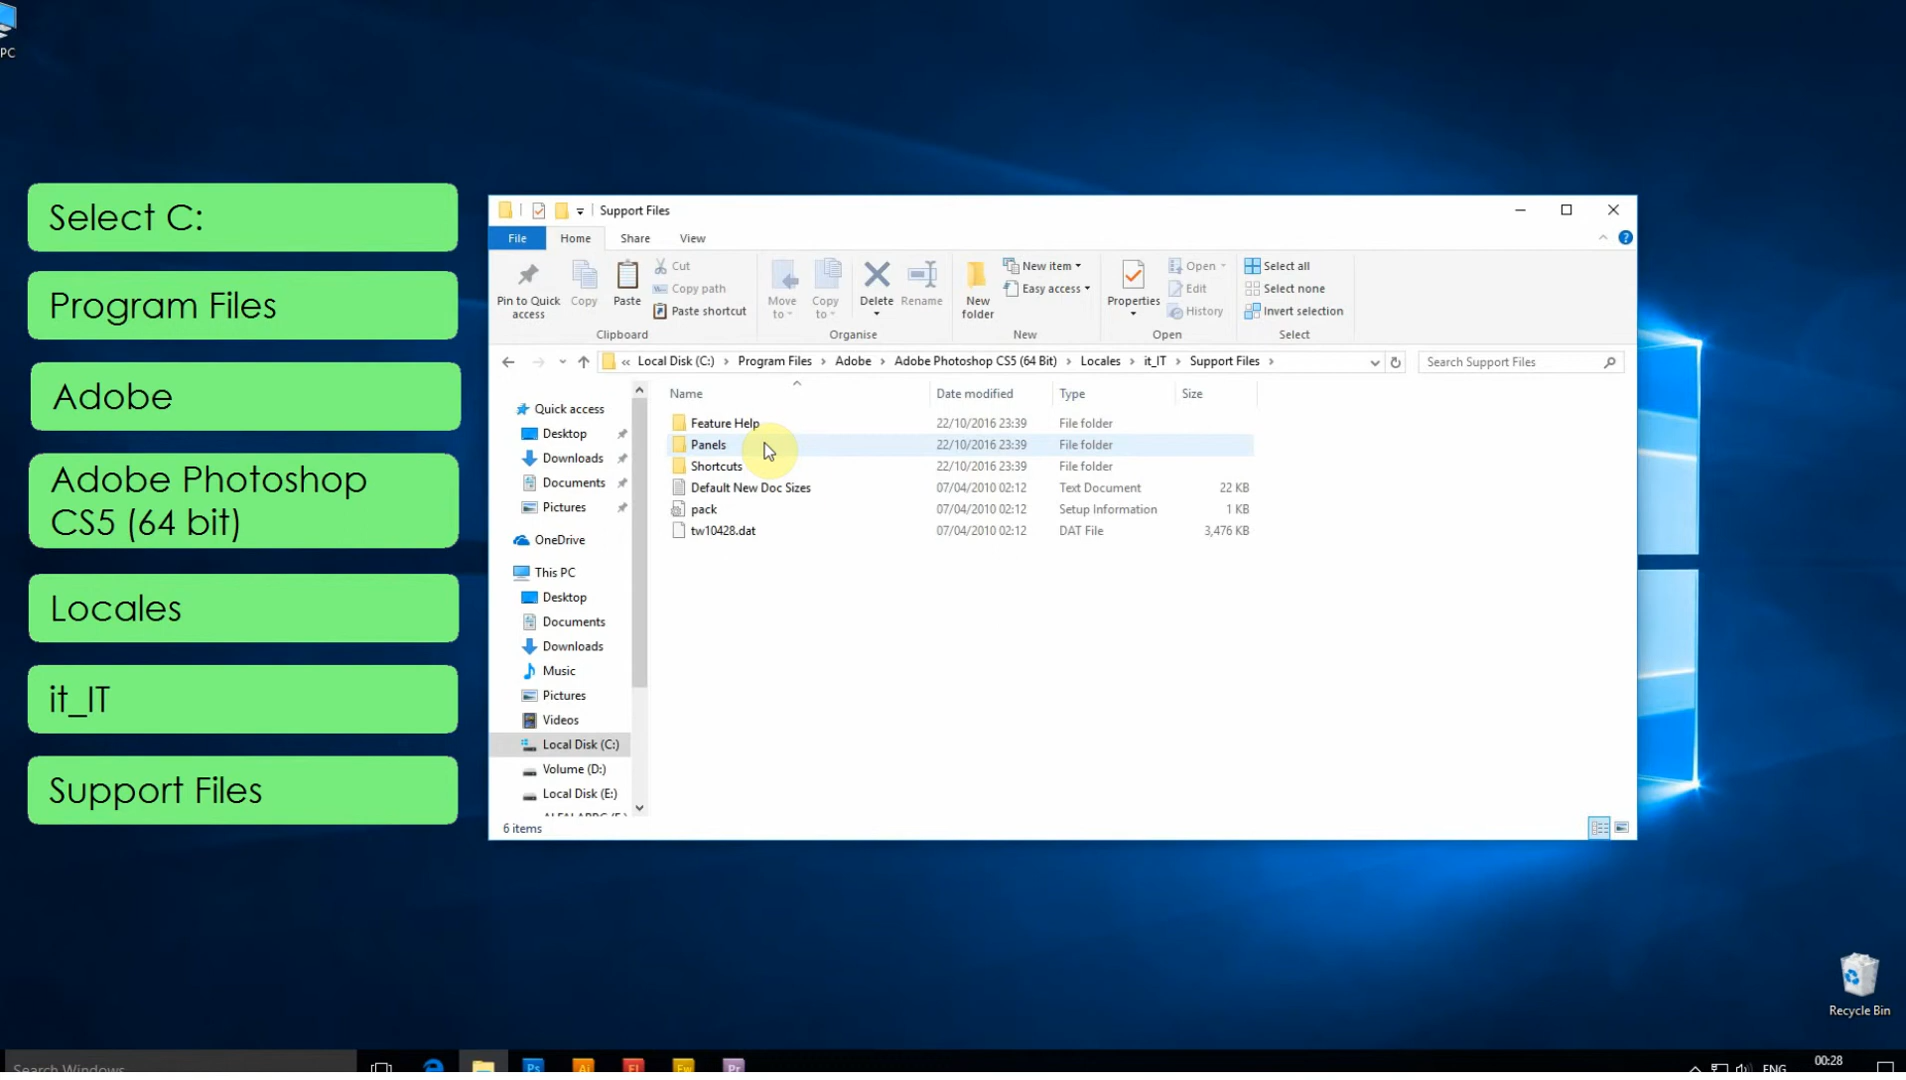 PC
Select C:
Program Files
Adobe
Adobe Photoshop
CS5 (64 bit)
Locales
it_IT
Support Files
Support Files
File
Home
Share
View
Pin to Quick
access
Copy
Paste
Cut
Copy path
Paste shortcut
Clipboard
Move
to
Copy
to
Delete
Rename
Organise
New
folder
New item
Easy access
New
Properties
Open
Edit
History
Open
Select all
Select none
Invert selection
Select
« Local Disk (C:) Program Files Adobe Adobe Photoshop CS5 (64 Bit) Locales it_IT Support Files
Search Support Files
Name Date modified Type Size
Feature Help 22/10/2016 23:39 File folder
Panels 22/10/2016 23:39 File folder
Shortcuts 22/10/2016 23:39 File folder
Default New Doc Sizes 07/04/2010 02:12 Text Document 22 KB
pack 07/04/2010 02:12 Setup Information 1 KB
tw10428.dat 07/04/2010 02:12 DAT File 3,476 KB
Quick access
Desktop
Downloads
Documents
Pictures
OneDrive
This PC
Desktop
Documents
Downloads
Music
Pictures
Videos
Local Disk (C:)
Volume (D:)
Local Disk (E:)
6 items
Recycle Bin
Search Windows
Ps
Ai
Fl
Fw
Pr
ENG
00:28